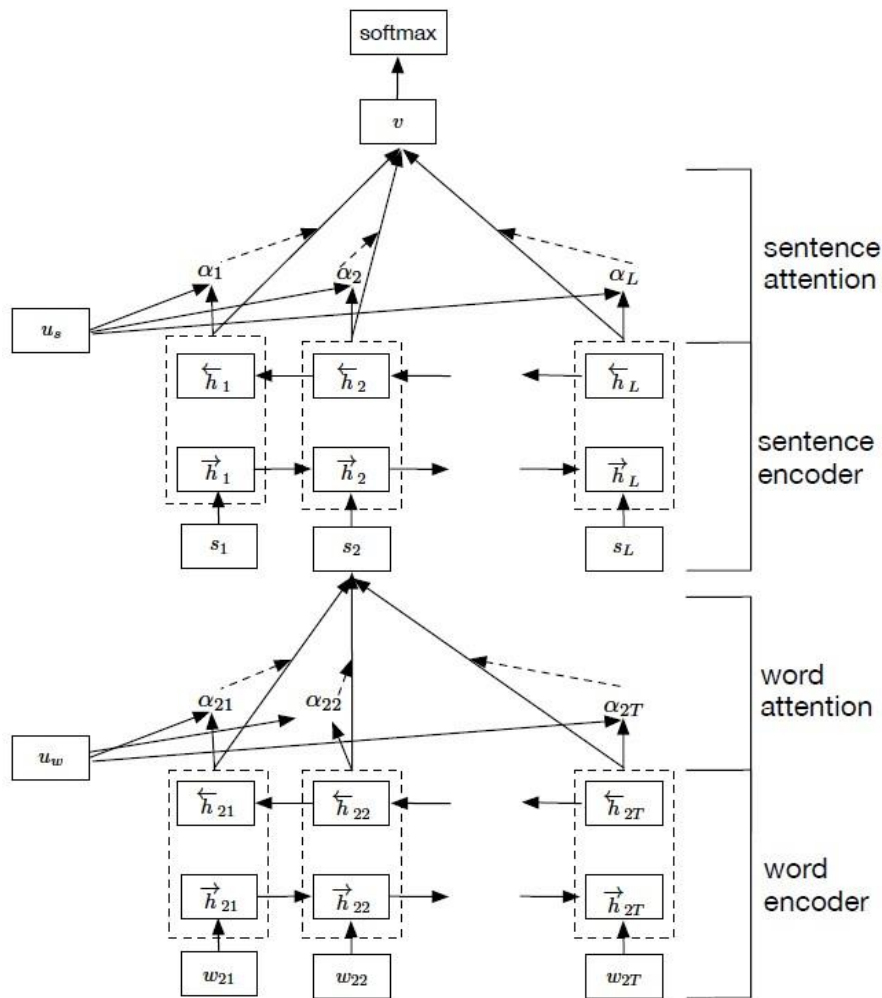 softmax
v
sentence
attention
α1 α2 αL
us
←h1 ←h2 ←hL
sentence
encoder
→h1 →h2 →hL
s1 s2 sL
word
attention
α21 α22 α2T
uw
←h21 ←h22 ←h2T
word
encoder
→h21 →h22 →h2T
w21 w22 w2T